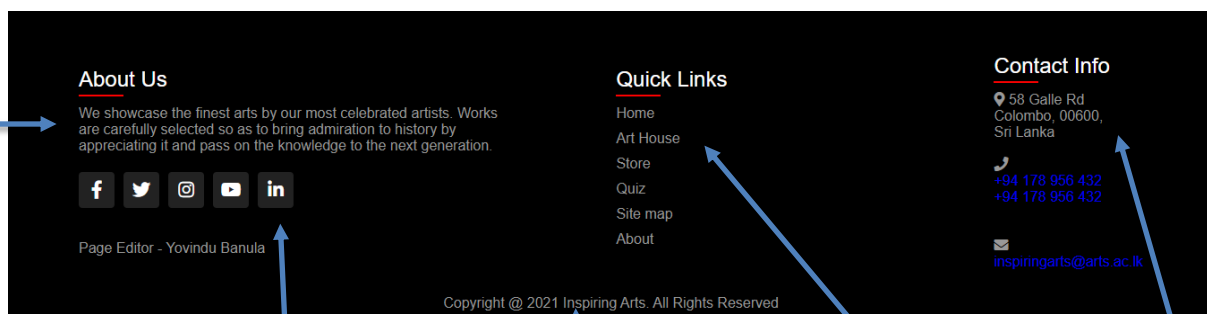 About Us
We showcase the finest arts by our most celebrated artists. Works
are carefully selected so as to bring admiration to history by
appreciating it and pass on the knowledge to the next generation.
Page Editor - Yovindu Banula
Quick Links
Home
Art House
Store
Quiz
Site map
About
Contact Info
58 Galle Rd
Colombo, 00600,
Sri Lanka
+94 178 956 432
+94 178 956 432
inspiringarts@arts.ac.lk
Copyright @ 2021 Inspiring Arts. All Rights Reserved